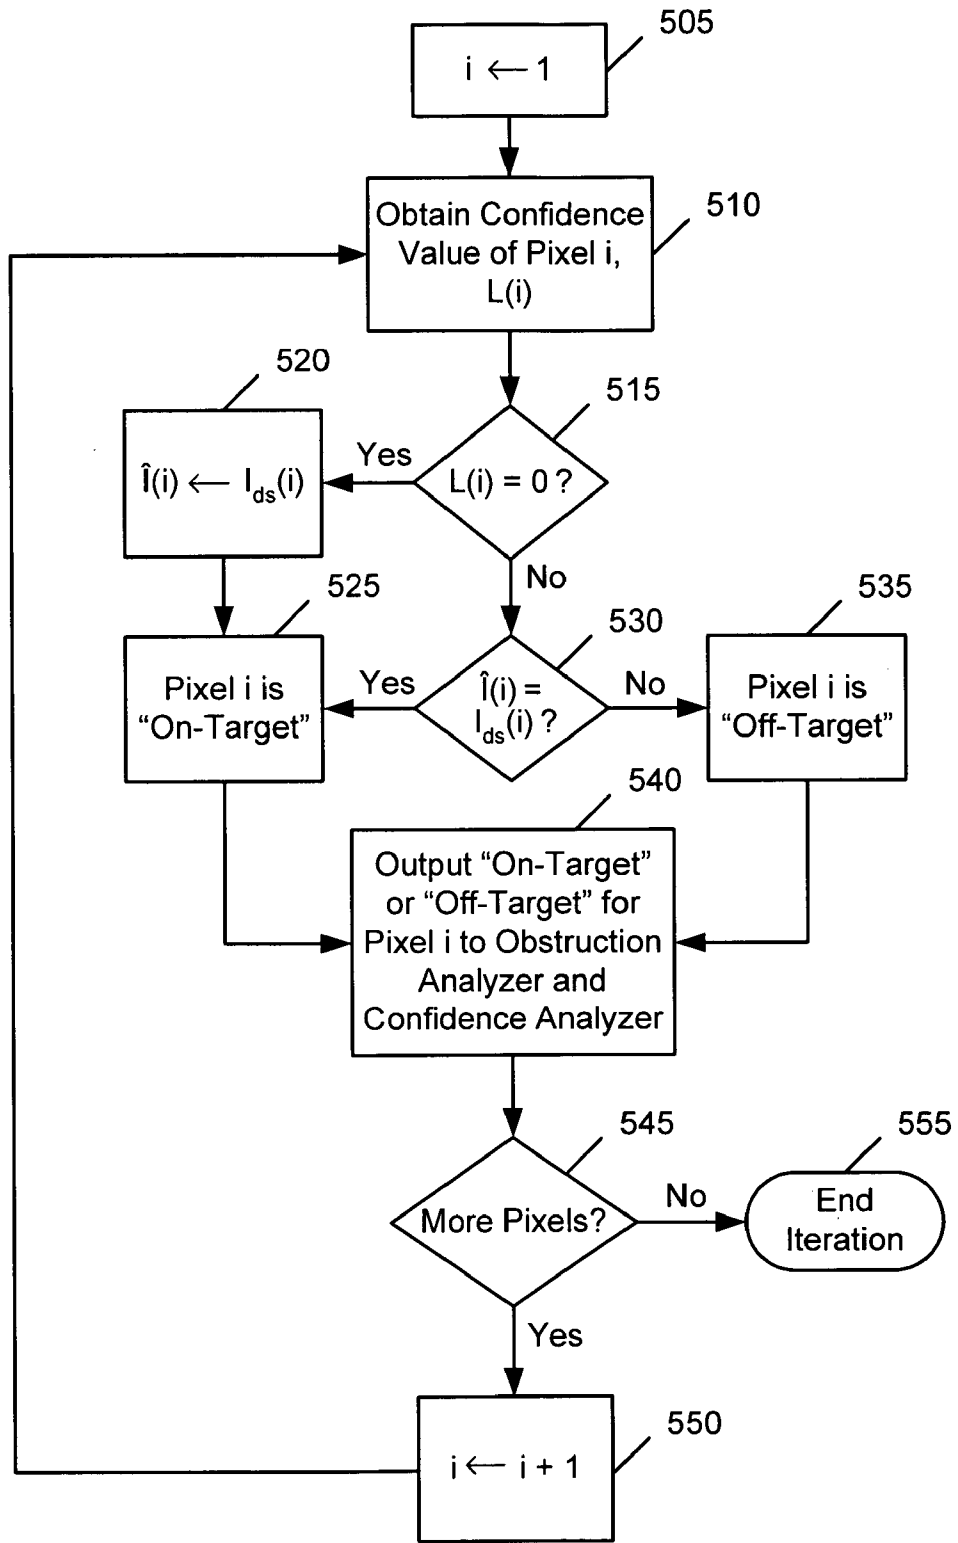 505
i ← 1
510
Obtain Confidence
Value of Pixel i,
L(i)
520
515
Î(i) ← I_ds(i)
Yes
L(i) = 0 ?
No
525
530
535
Pixel i is
“On-Target”
Yes
Î(i) =
I_ds(i) ?
No
Pixel i is
“Off-Target”
540
Output “On-Target”
or “Off-Target” for
Pixel i to Obstruction
Analyzer and
Confidence Analyzer
545
555
More Pixels?
No
End
Iteration
Yes
550
i ← i + 1